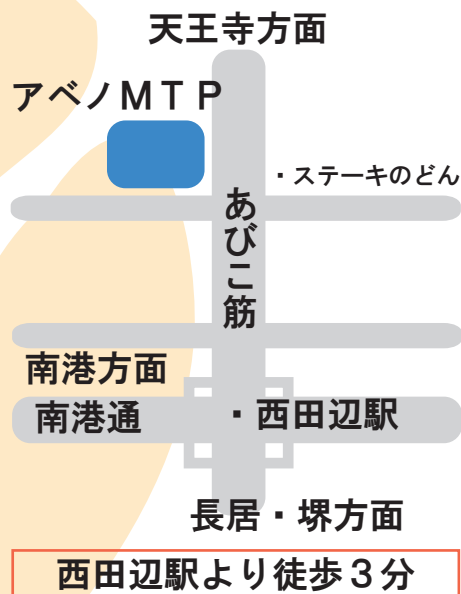 天王寺方面
アベノＭＴＰ
・ステーキのどん
あびこ筋
南港方面
南港通
・西田辺駅
長居・堺方面
西田辺駅より徒歩３分